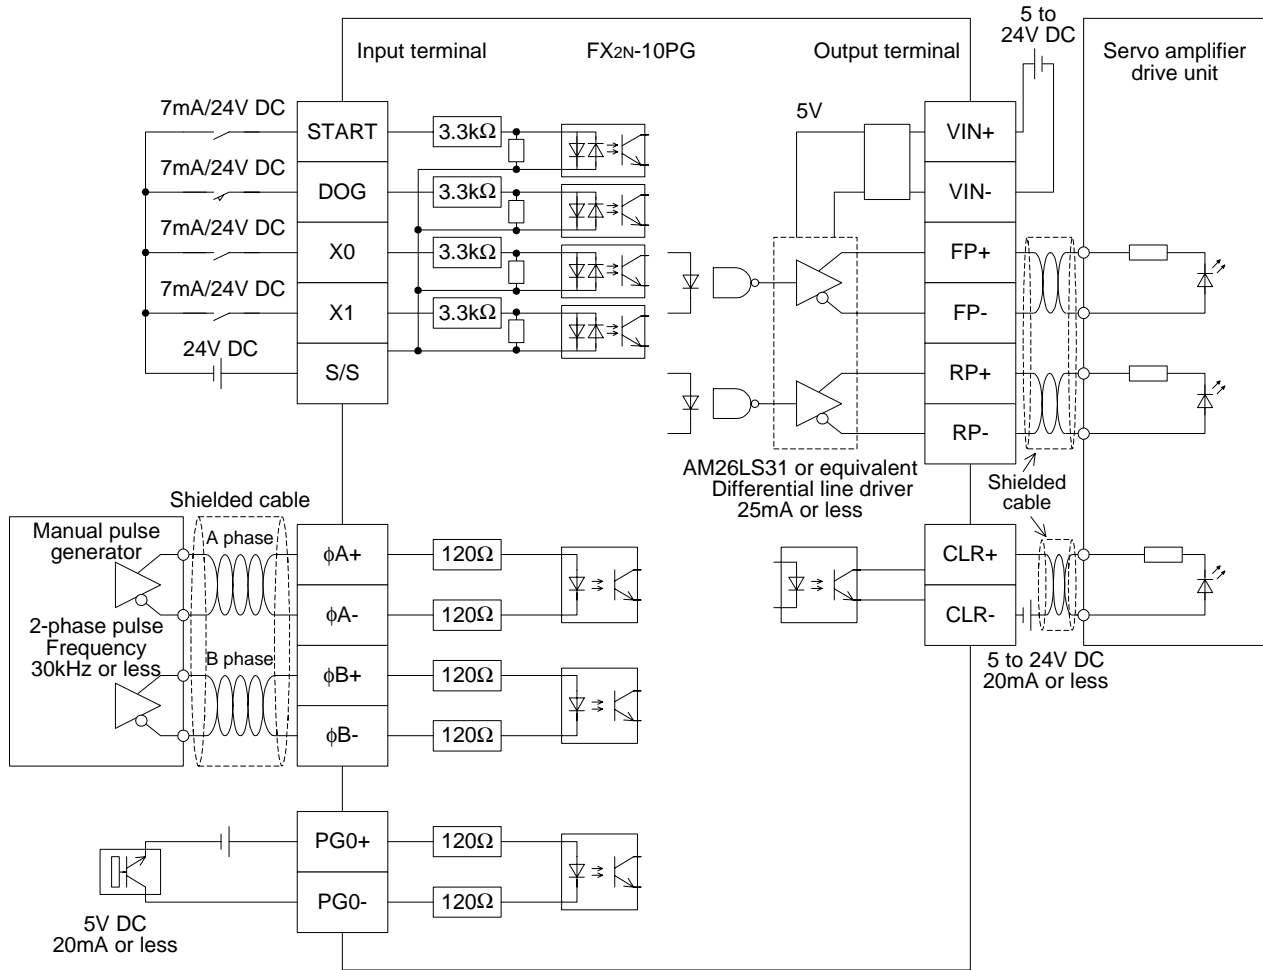 5 to
24V DC
Input terminal
FX2N-10PG
Output terminal
Servo amplifier
drive unit
7mA/24V DC
START
3.3kΩ
5V
VIN+
7mA/24V DC
DOG
3.3kΩ
VIN-
7mA/24V DC
X0
3.3kΩ
FP+
7mA/24V DC
X1
3.3kΩ
FP-
24V DC
S/S
RP+
RP-
AM26LS31 or equivalent
Differential line driver
25mA or less
Shielded
cable
Shielded cable
Manual pulse
generator
A phase
ϕA+
120Ω
CLR+
ϕA-
120Ω
CLR-
2-phase pulse
Frequency
30kHz or less
B phase
5 to 24V DC
20mA or less
ϕB+
120Ω
ϕB-
120Ω
PG0+
120Ω
PG0-
120Ω
5V DC
20mA or less